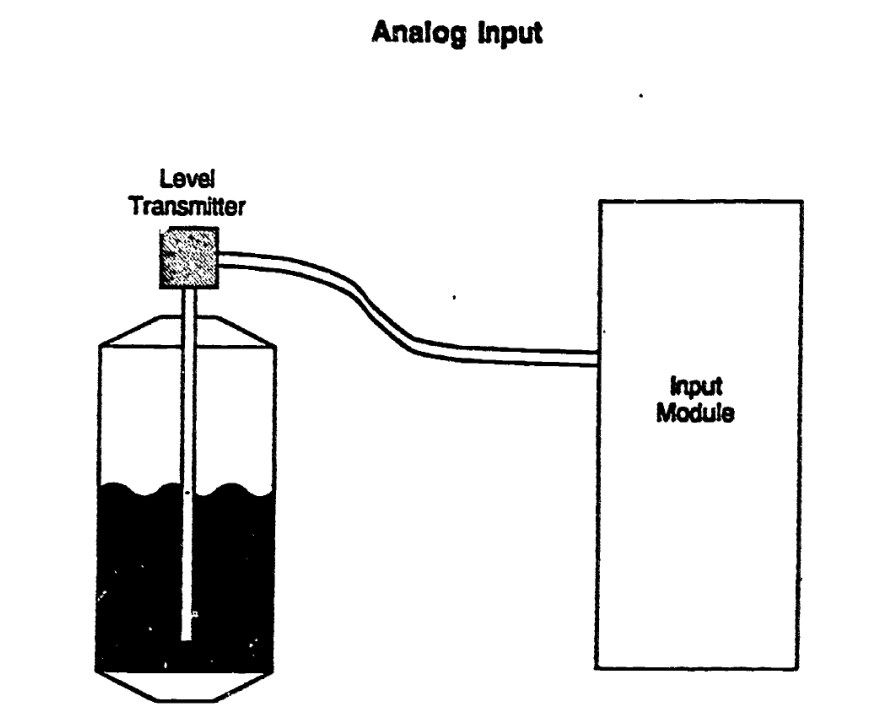 Analog Input
Level
Transmitter
Input
Module